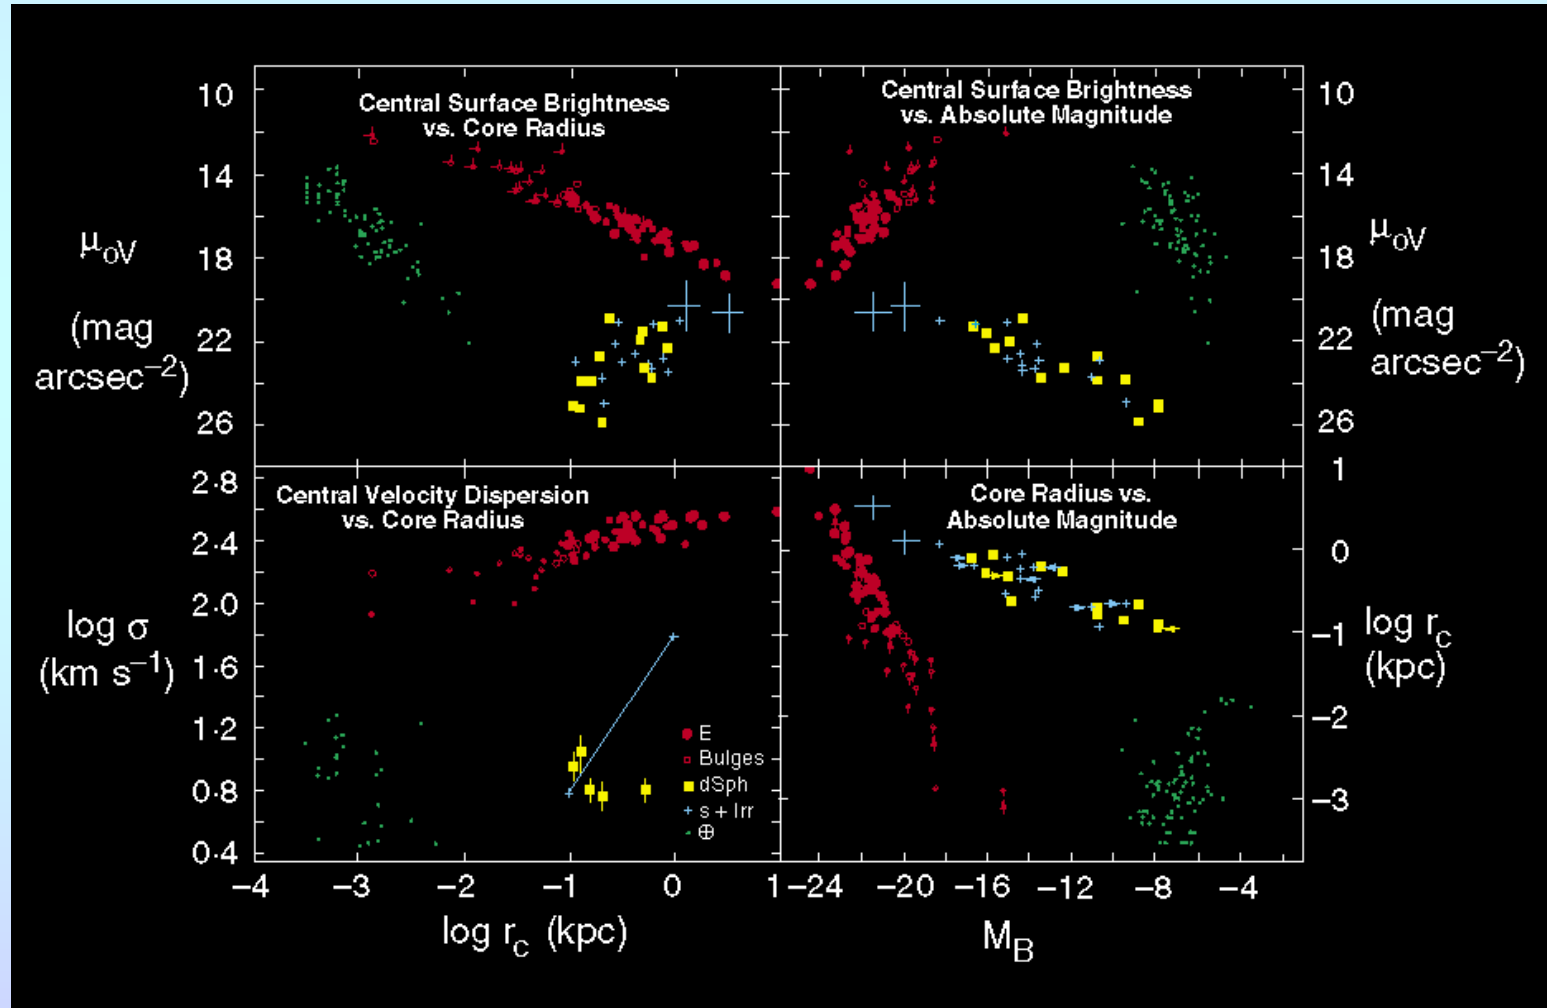 Central Surface Brightness
vs. Core Radius
Central Surface Brightness
vs. Absolute Magnitude
10
14
18
22
26
μoV
(mag
arcsec−2)
10
14
18
22
26
μoV
(mag
arcsec−2)
Central Velocity Dispersion
vs. Core Radius
Core Radius vs.
Absolute Magnitude
2·8
2·4
2·0
1·6
1·2
0·8
0·4
log σ
(km s−1)
E
Bulges
dSph
s + Irr
⊕
1
0
−1
−2
−3
log rc
(kpc)
−4 −3 −2 −1 0 1 −24 −20 −16 −12 −8 −4
log rc (kpc)
MB